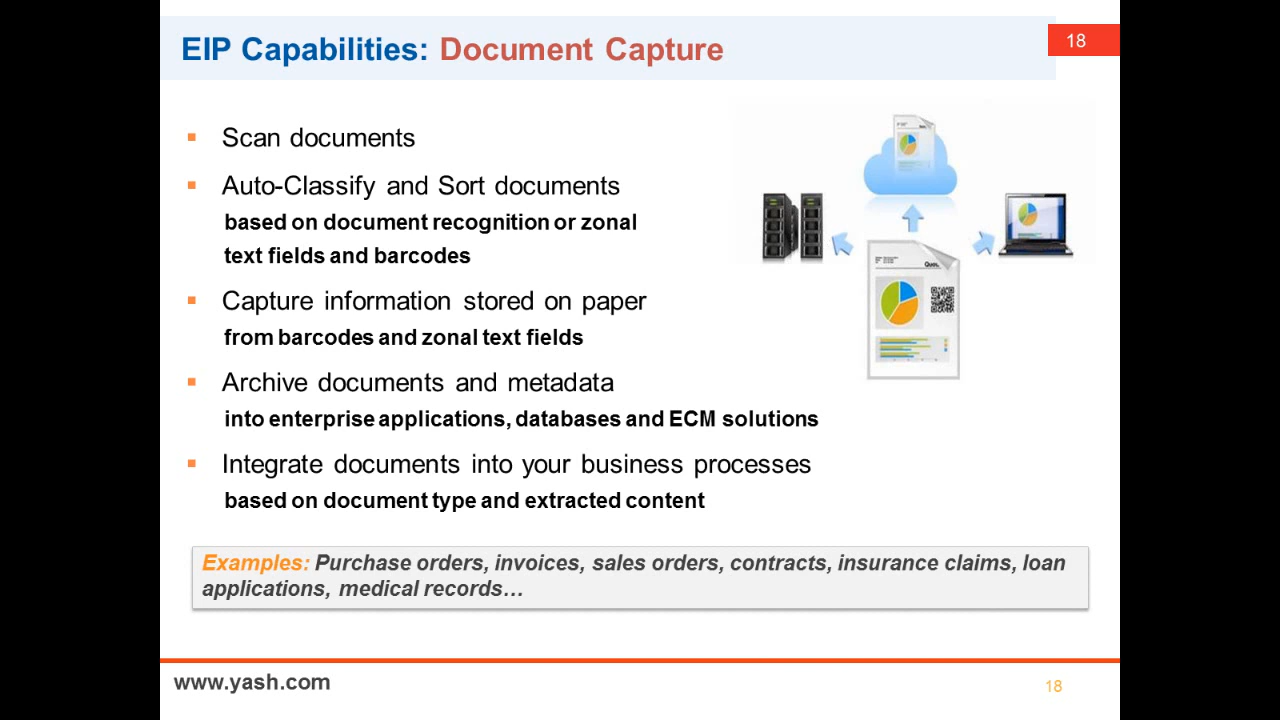 EIP Capabilities: Document Capture
18
Scan documents
Auto-Classify and Sort documents
based on document recognition or zonal
text fields and barcodes
Capture information stored on paper
from barcodes and zonal text fields
Archive documents and metadata
into enterprise applications, databases and ECM solutions
Integrate documents into your business processes
based on document type and extracted content
Examples: Purchase orders, invoices, sales orders, contracts, insurance claims, loan
applications, medical records…
www.yash.com
18